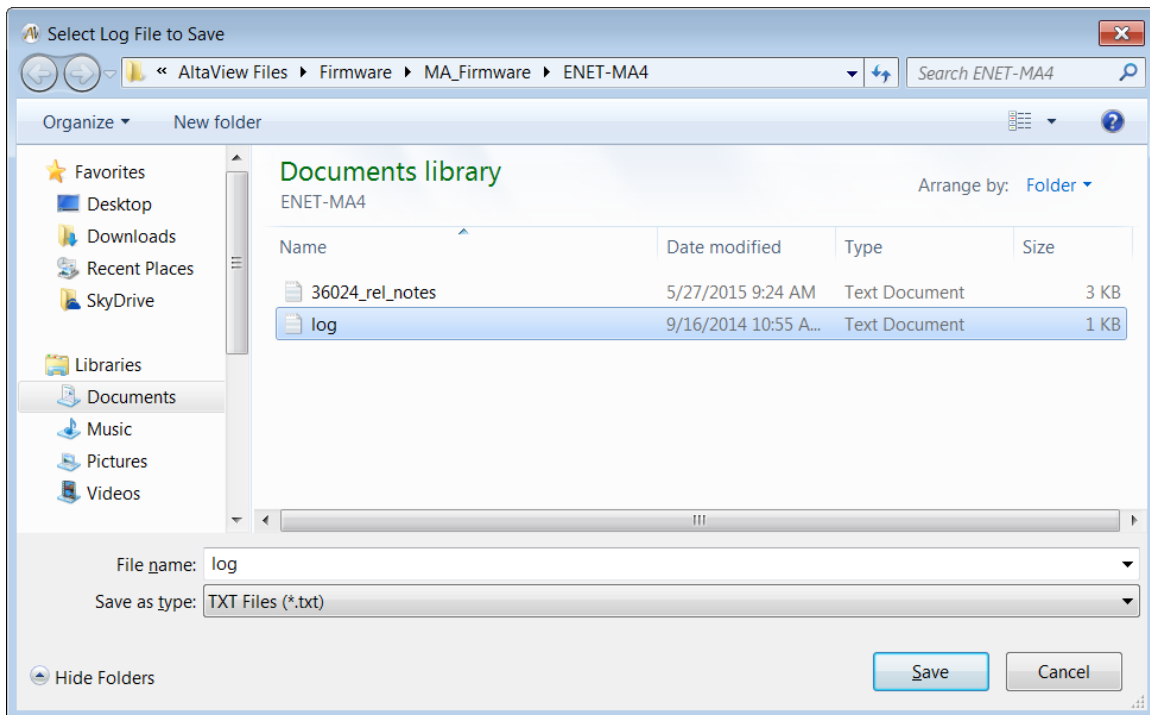 Select Log File to Save
« AltaView Files ▸ Firmware ▸ MA_Firmware ▸ ENET-MA4 Search ENET-MA4
Organize New folder
Favorites
Desktop
Downloads
Recent Places
SkyDrive
Libraries
Documents
Music
Pictures
Videos
Documents library
ENET-MA4
Arrange by: Folder
Name Date modified Type Size
36024_rel_notes 5/27/2015 9:24 AM Text Document 3 KB
log 9/16/2014 10:55 A... Text Document 1 KB
File name: log
Save as type: TXT Files (*.txt)
Hide Folders Save Cancel